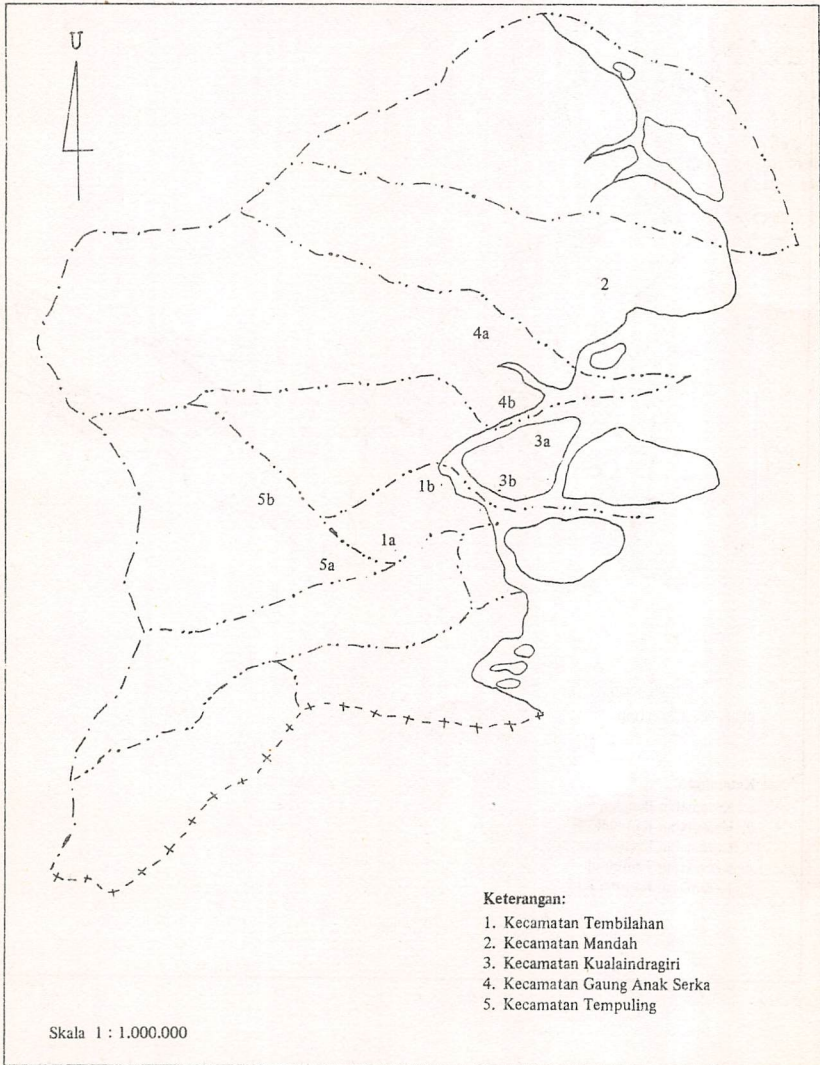 U
2
4a
4b
3a
3b
1b
5b
1a
5a
Keterangan:
1. Kecamatan Tembilahan
2. Kecamatan Mandah
3. Kecamatan Kualaindragiri
4. Kecamatan Gaung Anak Serka
5. Kecamatan Tempuling
Skala 1 : 1.000.000